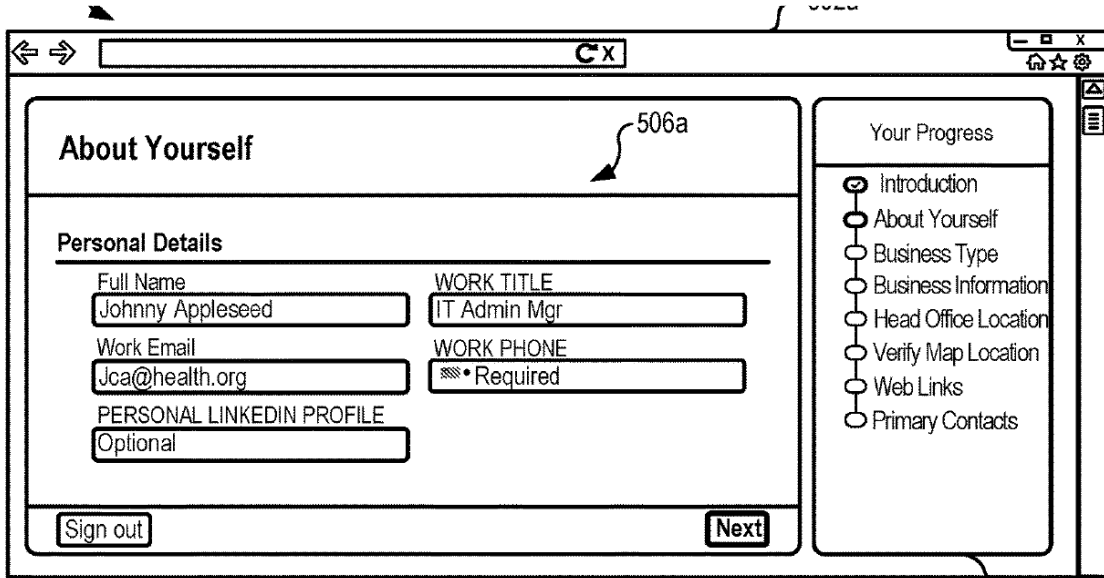 X
X
506a
About Yourself
Personal Details
Full Name
Johnny Appleseed
WORK TITLE
IT Admin Mgr
Work Email
Jca@health.org
WORK PHONE
• Required
PERSONAL LINKEDIN PROFILE
Optional
Sign out
Next
Your Progress
Introduction
About Yourself
Business Type
Business Information
Head Office Location
Verify Map Location
Web Links
Primary Contacts